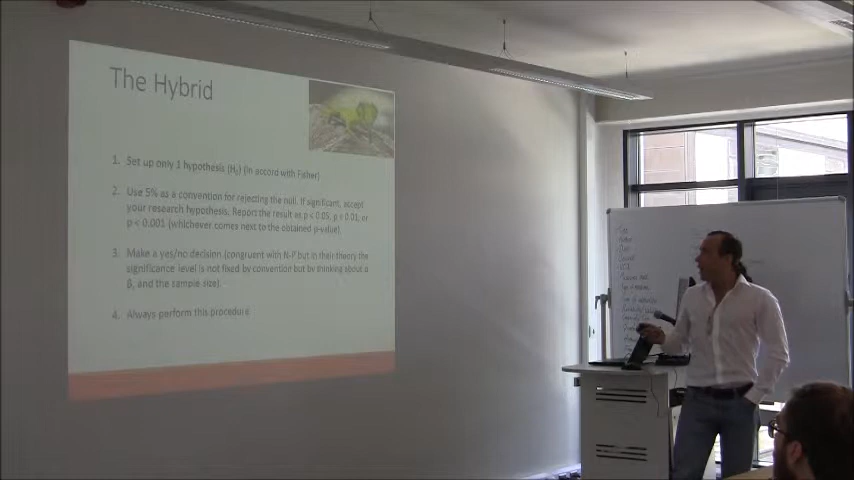 The Hybrid
1. Set up only 1 hypothesis (H0) (in accord with Fisher)
2. Use 5% as a convention for rejecting the null. If significant, accept
your research hypothesis. Report the result as p < 0.05, p < 0.01, or
p < 0.001 (whichever comes next to the obtained p-value).
3. Make a yes/no decision (congruent with N-P but in their theory the
significance level is not fixed by convention but by thinking about α
β, and the sample size).
4. Always perform this procedure